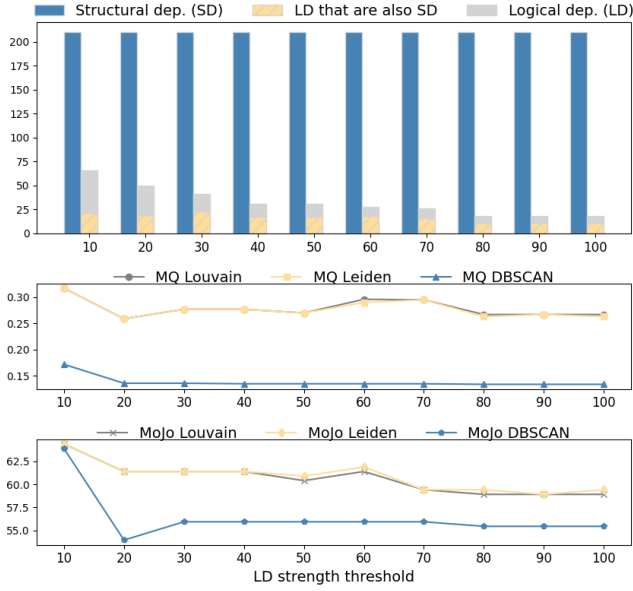 Structural dep. (SD) LD that are also SD Logical dep. (LD)
200
175
150
125
100
75
50
25
0
10 20 30 40 50 60 70 80 90 100
MQ Louvain MQ Leiden MQ DBSCAN
0.30
0.25
0.20
0.15
10 20 30 40 50 60 70 80 90 100
MoJo Louvain MoJo Leiden MoJo DBSCAN
62.5
60.0
57.5
55.0
10 20 30 40 50 60 70 80 90 100
LD strength threshold